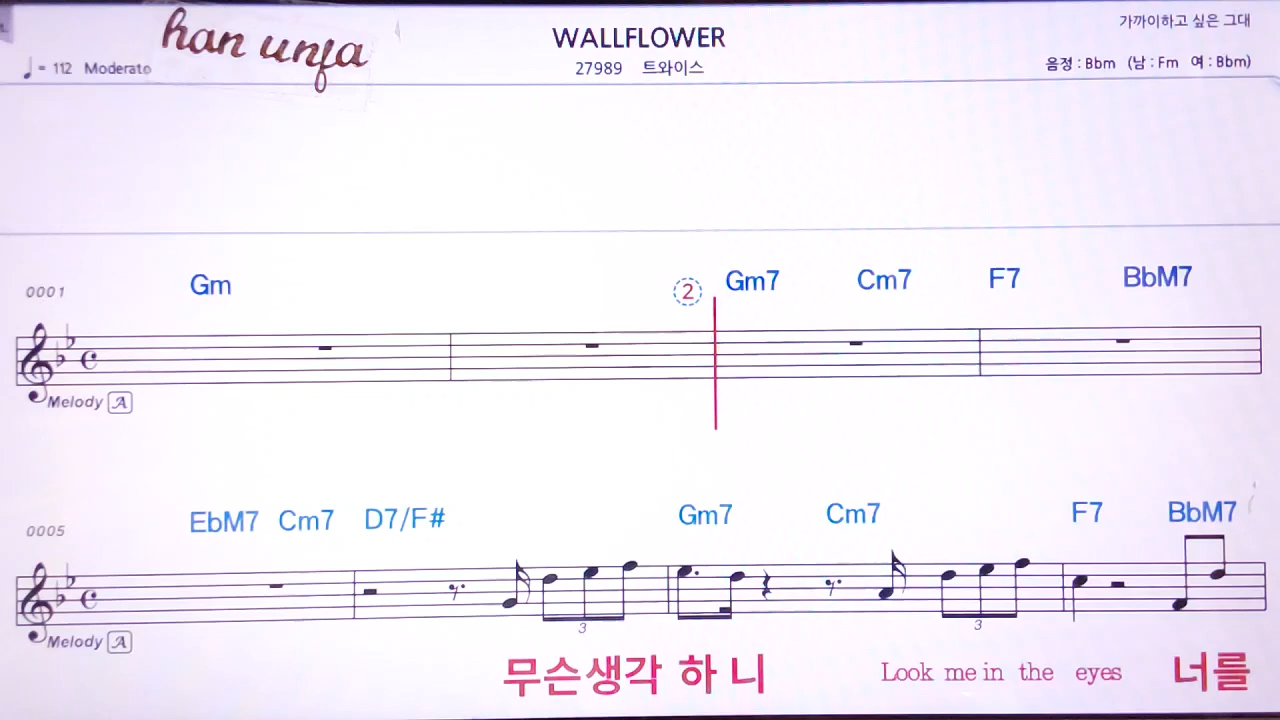 han unfa
WALLFLOWER
가까이하고 싶은 그대
♩ = 112 Moderato
27989 트와이스
음정 : Bbm (남 : Fm 여 : Bbm)
0001 Gm ② Gm7 Cm7 F7 BbM7
Melody A
0005 EbM7 Cm7 D7/F# Gm7 Cm7 F7 BbM7
3 3
Melody A
무슨생각 하 니 Look me in the eyes 너를